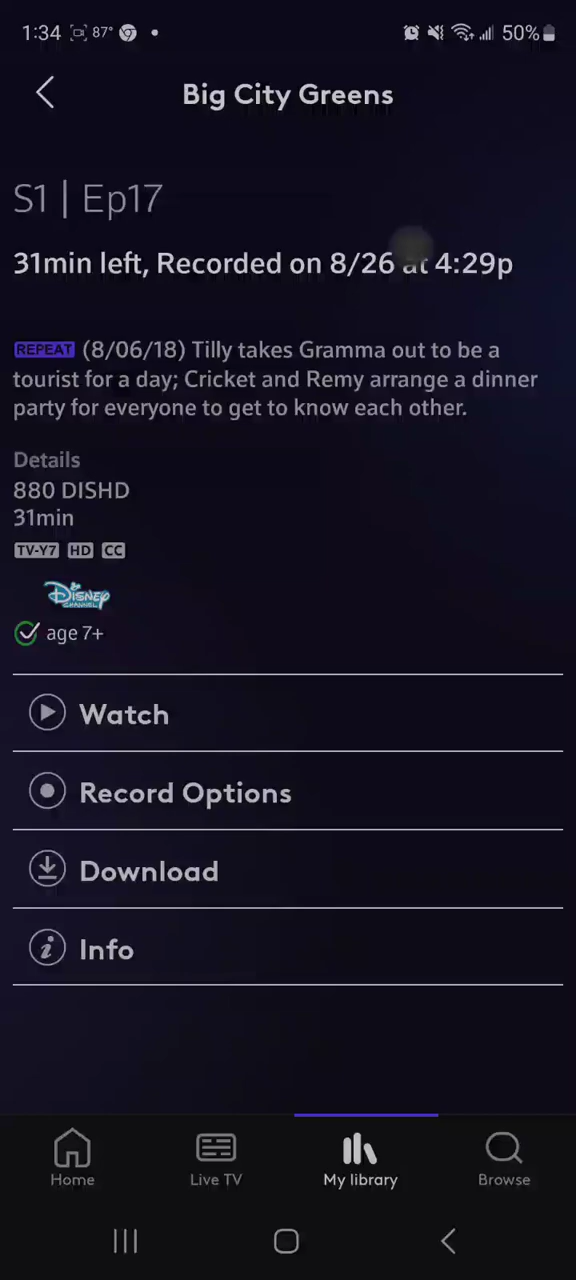 1:34 87° 50%
Big City Greens
S1 | Ep17
31min left, Recorded on 8/26 at 4:29p
REPEAT (8/06/18) Tilly takes Gramma out to be a
tourist for a day; Cricket and Remy arrange a dinner
party for everyone to get to know each other.
Details
880 DISHD
31min
TV-Y7 HD CC
Disney
CHANNEL
age 7+
Watch
Record Options
Download
Info
Home Live TV My library Browse